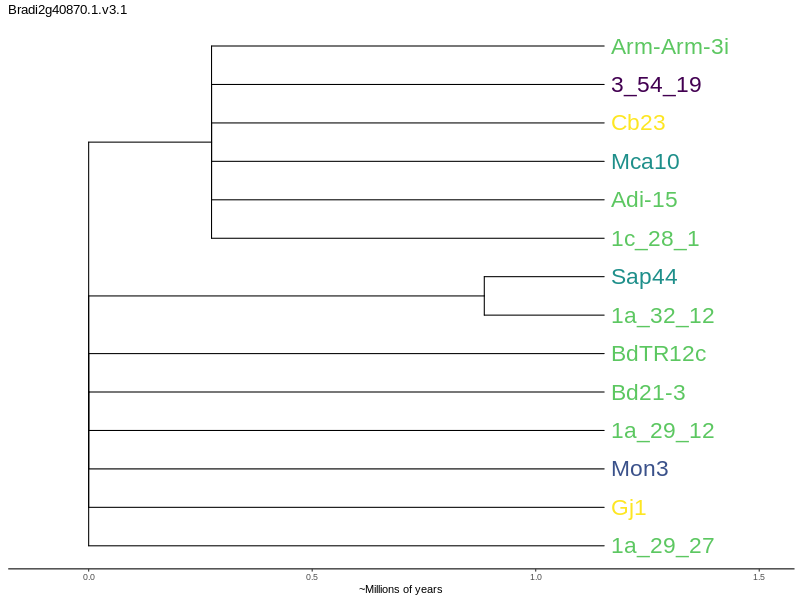 Bradi2g40870.1.v3.1
Arm-Arm-3i
3_54_19
Cb23
Mca10
Adi-15
1c_28_1
Sap44
1a_32_12
BdTR12c
Bd21-3
1a_29_12
Mon3
Gj1
1a_29_27
0.0 0.5 1.0 1.5
~Millions of years